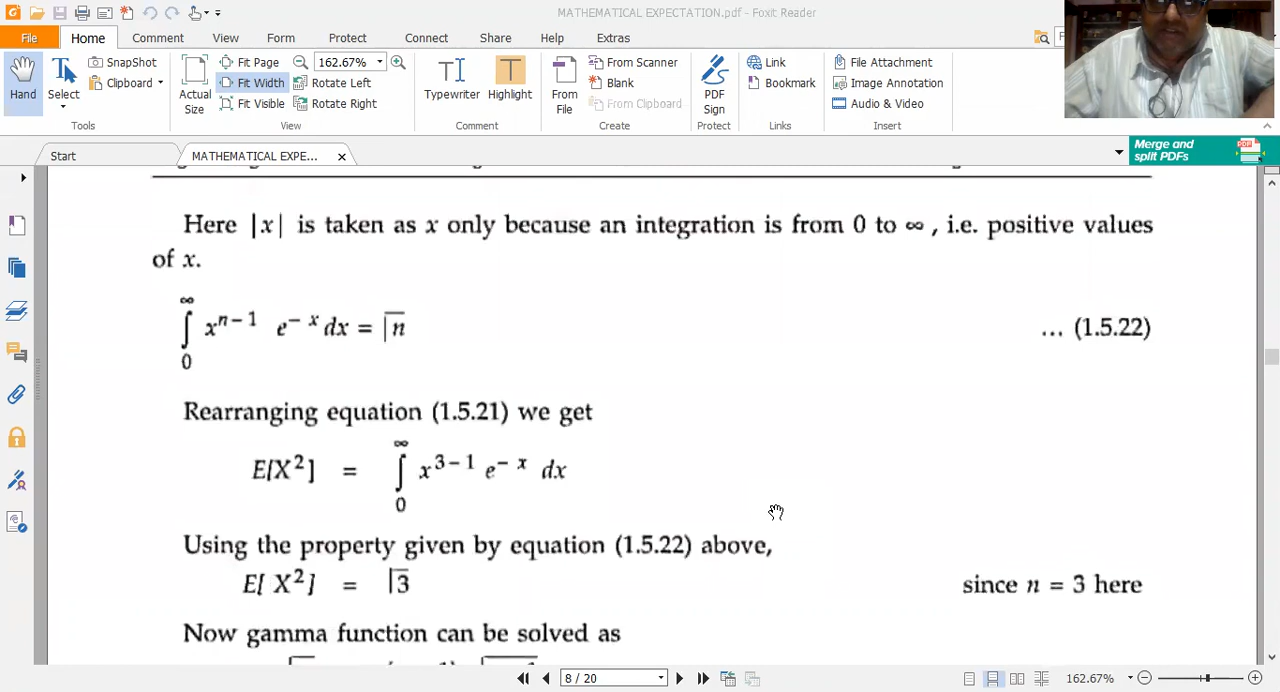 MATHEMATICAL EXPECTATION.pdf - Foxit Reader
File Home Comment View Form Protect Connect Share Help Extras
Hand
Select
SnapShot
Clipboard
Tools
Actual Size
Fit Page
Fit Width
Fit Visible
162.67%
Rotate Left
Rotate Right
View
Typewriter
Highlight
Comment
From File
From Scanner
Blank
From Clipboard
Create
PDF Sign
Protect
Link
Bookmark
Links
File Attachment
Image Annotation
Audio & Video
Insert
Start
MATHEMATICAL EXPE...
Merge and
split PDFs
Here |x| is taken as x only because an integration is from 0 to ∞ , i.e. positive values
of x.
∫₀^∞ x^{n-1} e^{-x} dx = Γn … (1.5.22)
Rearranging equation (1.5.21) we get
E[X²] = ∫₀^∞ x^{3-1} e^{-x} dx
Using the property given by equation (1.5.22) above,
E[ X²] = Γ3 since n = 3 here
Now gamma function can be solved as
8 / 20
162.67%